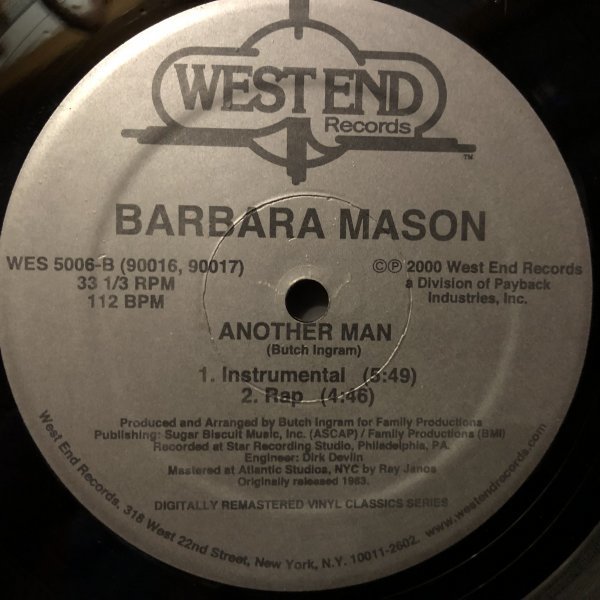 WEST END
Records
™
BARBARA MASON
WES 5006-B (90016, 90017)
33 1/3 RPM
112 BPM
©℗ 2000 West End Records
a Division of Payback
Industries, Inc.
ANOTHER MAN
(Butch Ingram)
1. Instrumental (5:49)
2. Rap (4:46)
Produced and Arranged by Butch Ingram for Family Productions
Publishing: Sugar Biscuit Music, Inc. (ASCAP) / Family Productions (BMI)
Recorded at Star Recording Studio, Philadelphia, PA.
Engineer: Dirk Devlin
Mastered at Atlantic Studios, NYC by Ray Janos
Originally released 1983.
DIGITALLY REMASTERED VINYL CLASSICS SERIES
West End Records, 318 West 22nd Street, New York, N.Y. 10011-2602. www.westendrecords.com